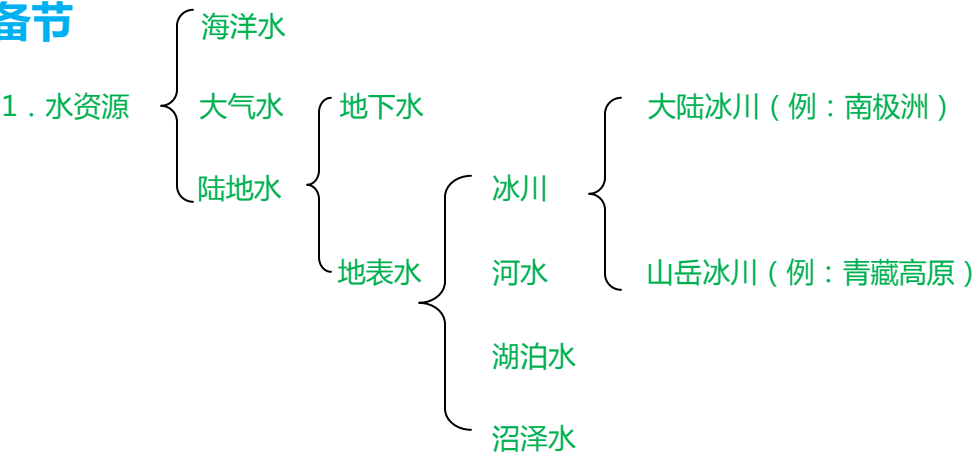 备节
海洋水
1．水资源 大气水 地下水 大陆冰川（例：南极洲）
陆地水 冰川
地表水 河水 山岳冰川（例：青藏高原）
湖泊水
沼泽水